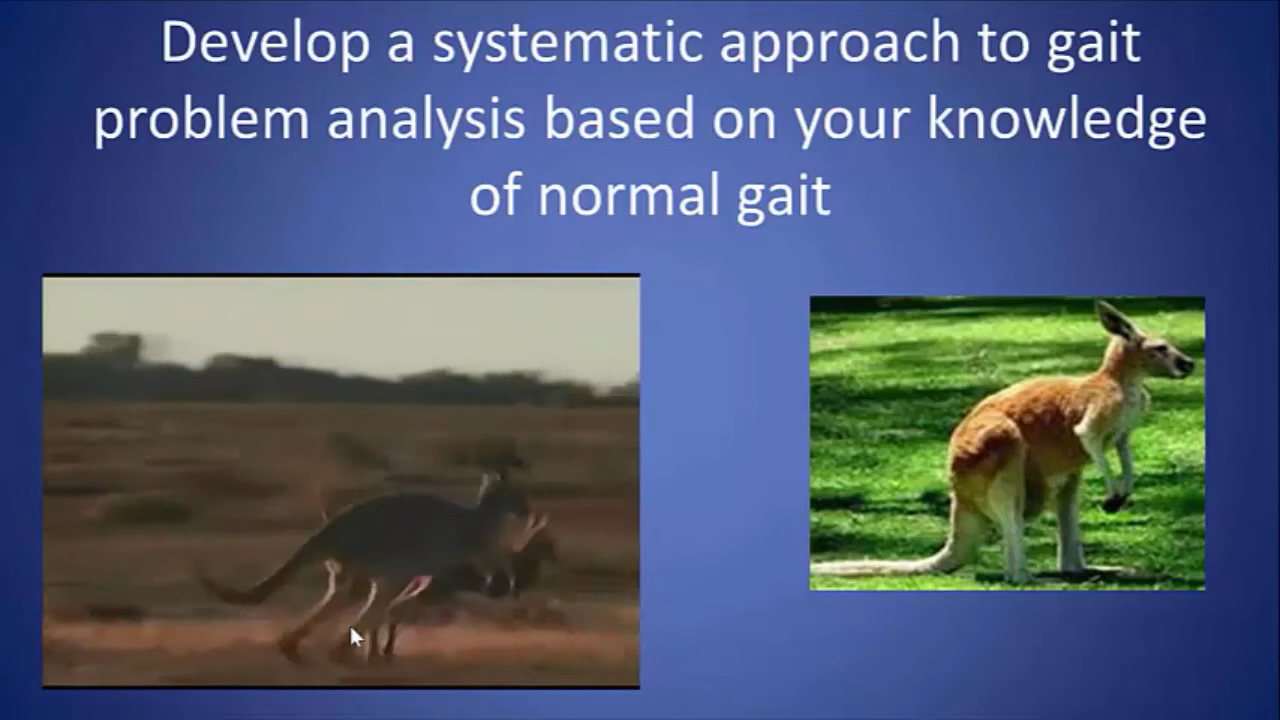 Develop a systematic approach to gait
problem analysis based on your knowledge
of normal gait